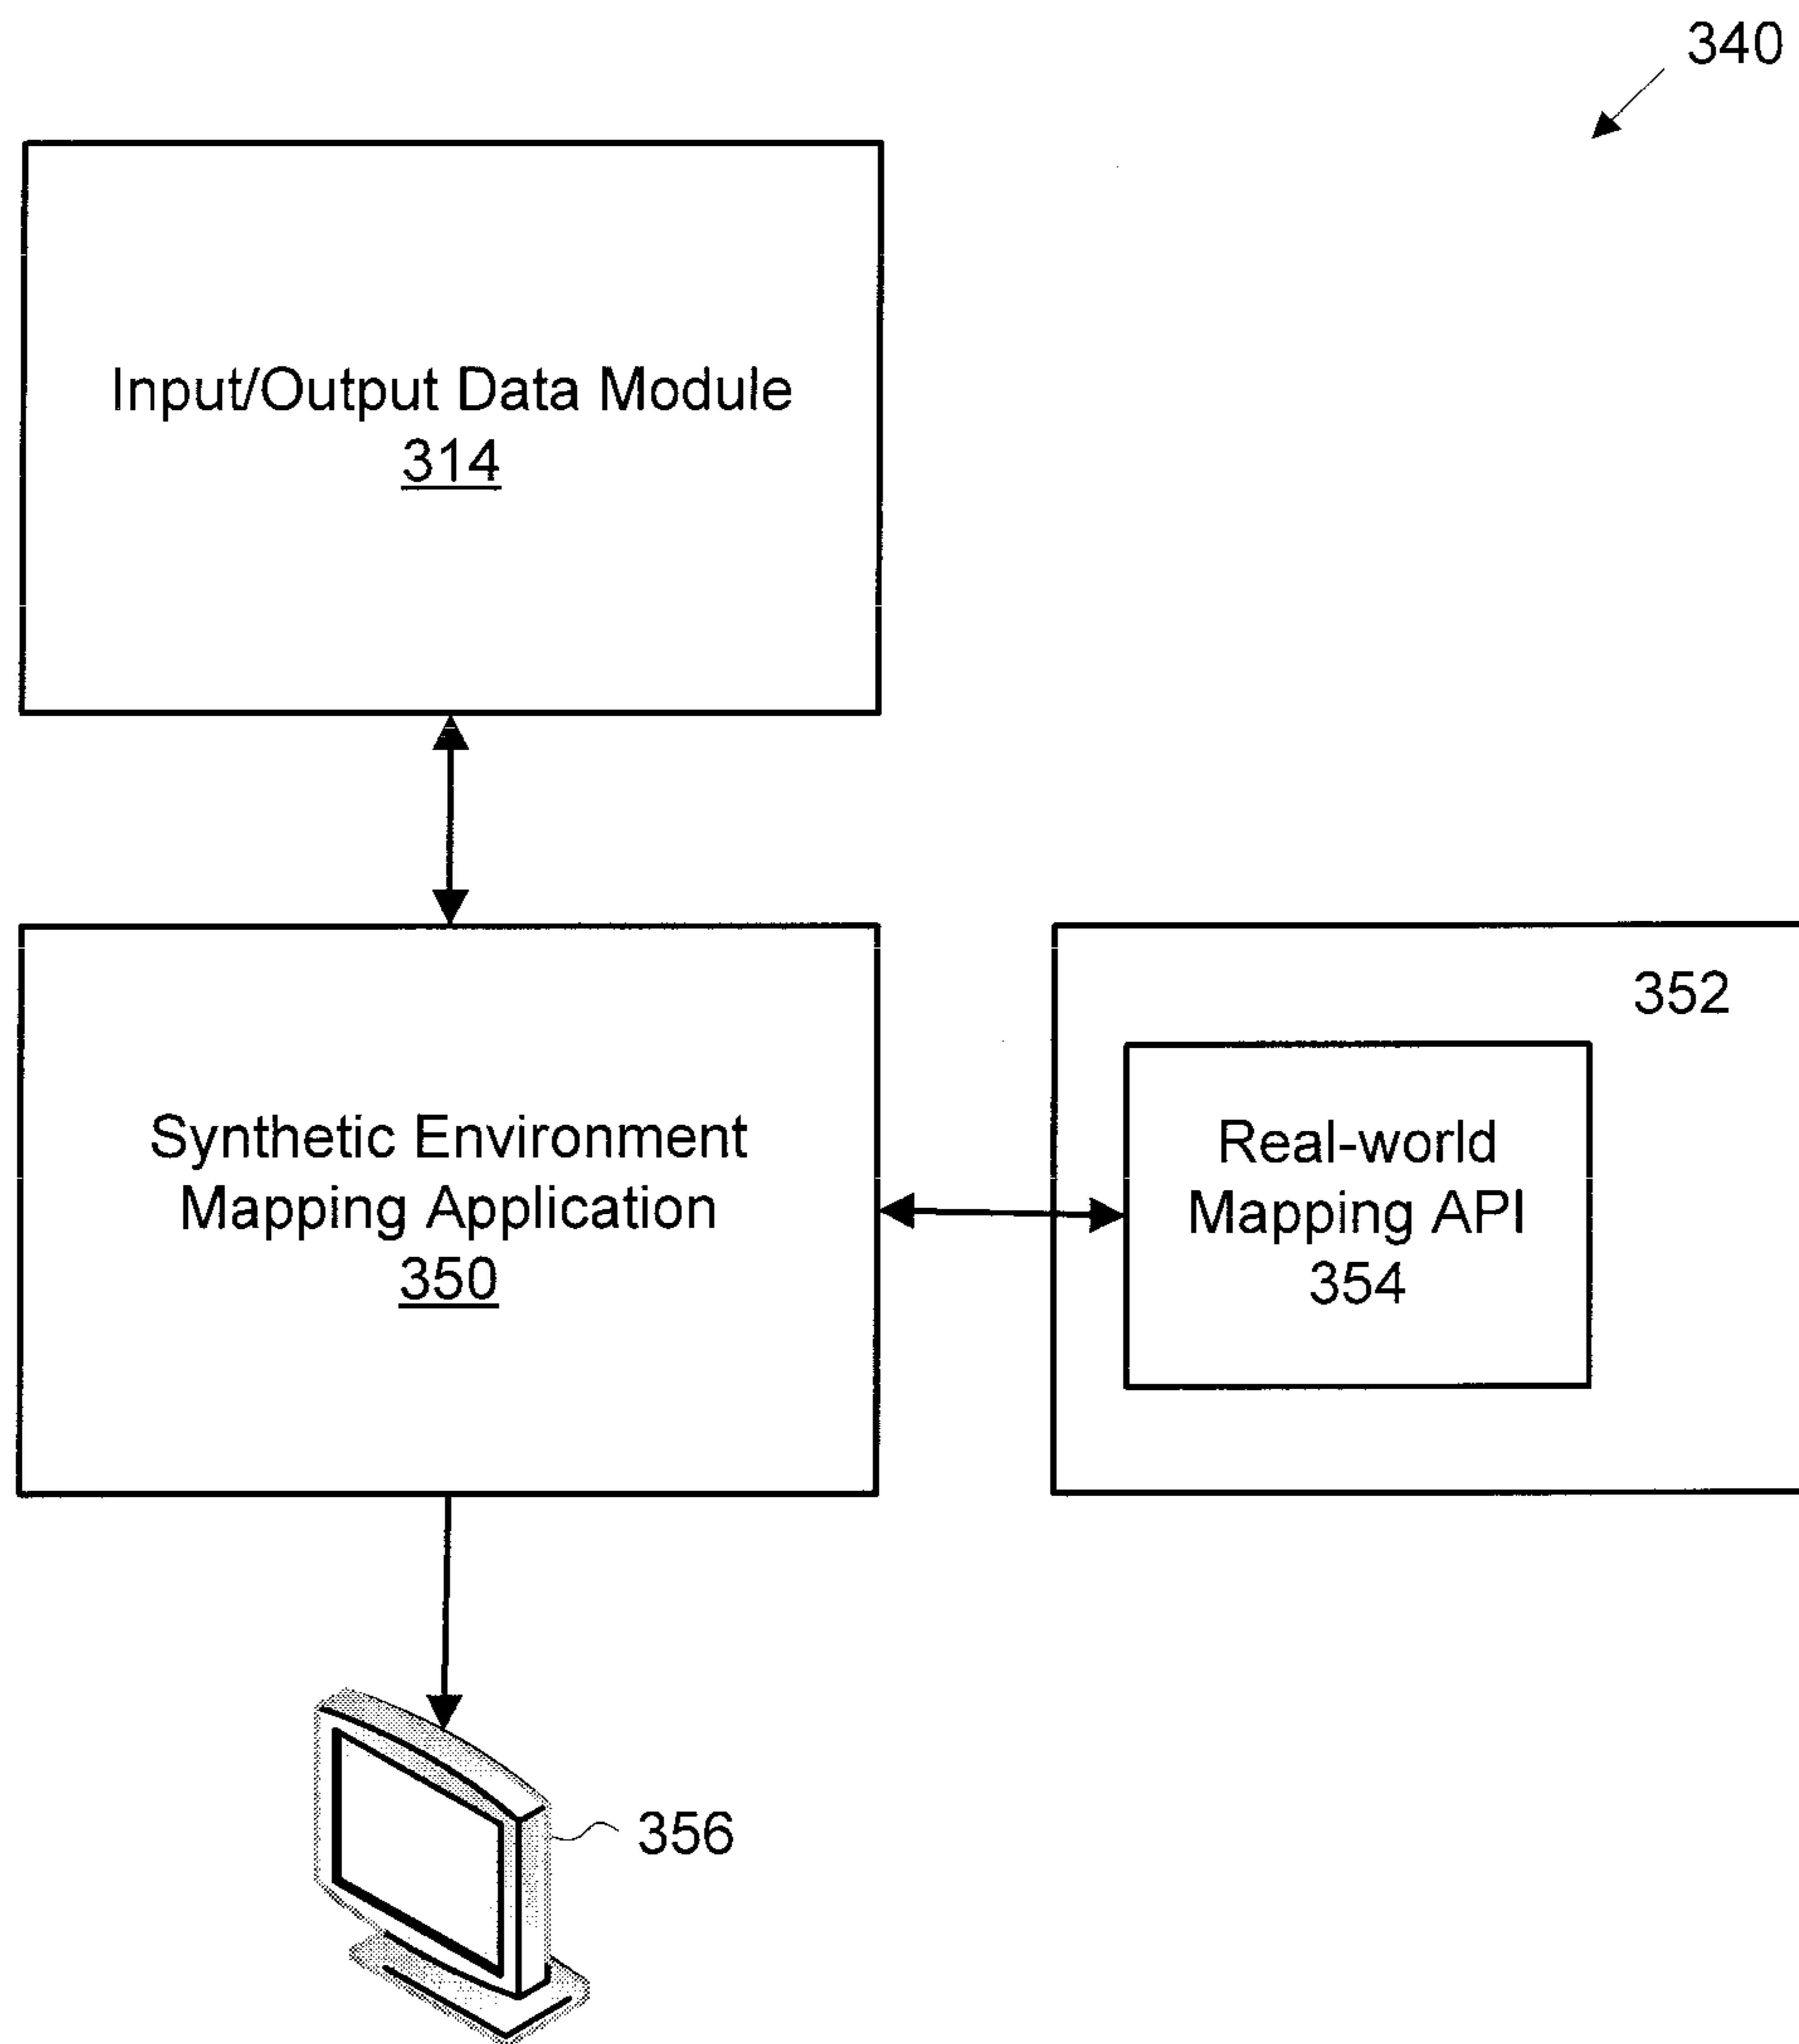 340
Input/Output Data Module
314
352
Synthetic Environment
Mapping Application
350
Real-world
Mapping API
354
356